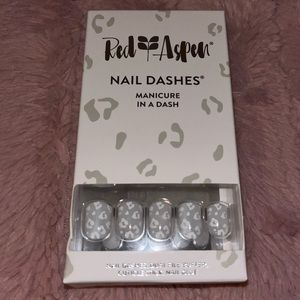 Red Aspen
NAIL DASHES®
MANICURE
IN A DASH